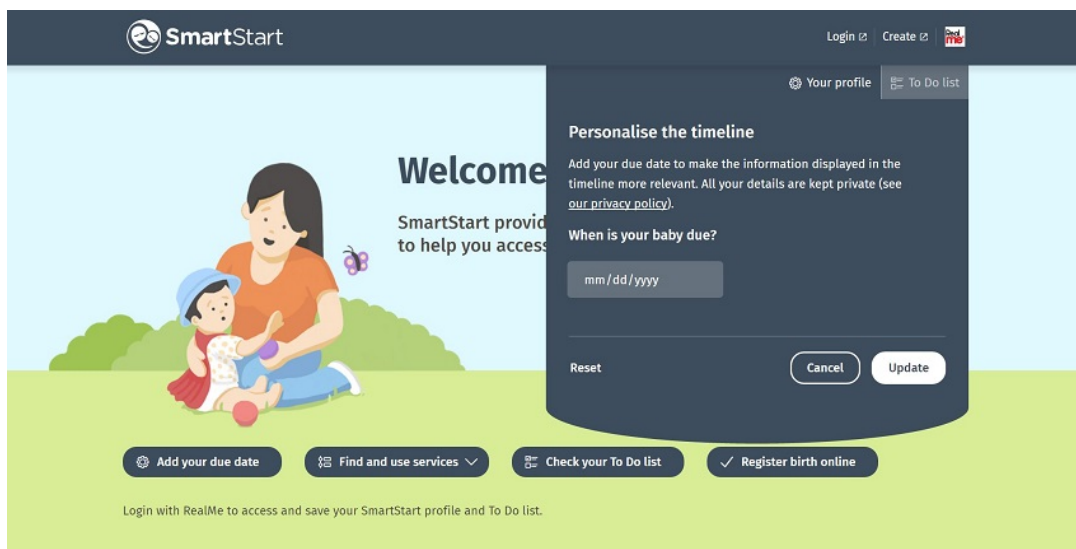 SmartStart
Login
Create
Real me
Your profile
To Do list
Personalise the timeline
Add your due date to make the information displayed in the
timeline more relevant. All your details are kept private (see
our privacy policy).
When is your baby due?
mm/dd/yyyy
Reset
Cancel
Update
Welcome
SmartStart provid
to help you access
Add your due date
Find and use services
Check your To Do list
Register birth online
Login with RealMe to access and save your SmartStart profile and To Do list.